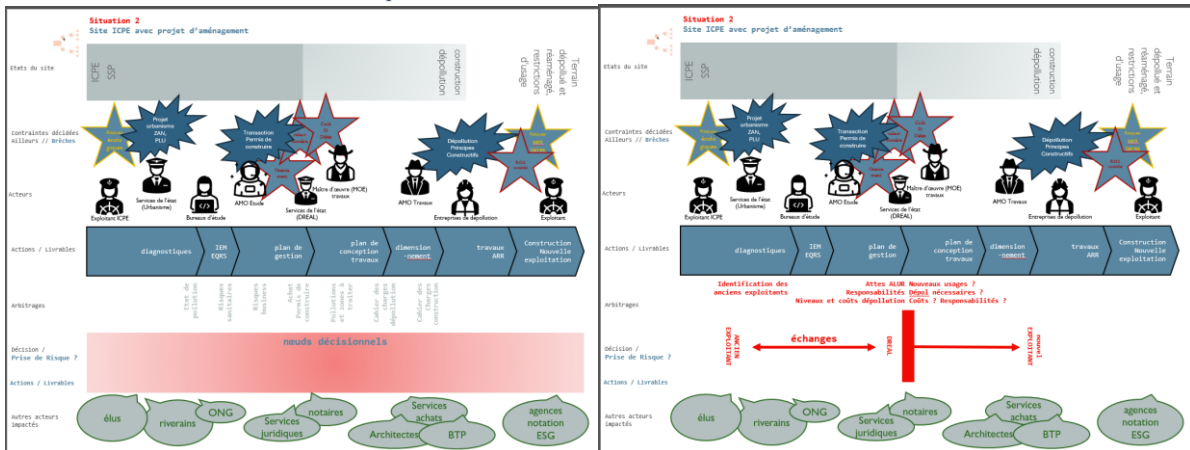 Situation 2
Site ICPE avec projet d'aménagement
Etats du site
ICPE
SSP
construction
dépollution
Terrain
dépollué et
réaménagé,
restrictions
d'usage
Contraintes décidées
Ailleurs // Brèches
Projet
urbanisme
ZAN,
PLU
Transaction
Permis de
construire
Dépollution
Principes
Constructifs
Acteurs
Exploitant ICPE
Services de l'état
(Urbanisme)
Bureaux d'étude
AMO Etude
Services de l'état
(DREAL)
Maître d'œuvre (MOE)
travaux
AMO Travaux
Entreprises de dépollution
Exploitant
Actions / Livrables
diagnostiques
IEM
EQRS
plan de
gestion
plan de
conception
travaux
dimension
-nement
travaux
ARR
Construction
Nouvelle
exploitation
Arbitrages
Etat de
pollution
Risques
sanitaires
Risques
business
Achat
Permis de
construire
Pollutions
et zones à
traiter
Cahier des
charges
dépollution
Cahier des
Charges
construction
Décision /
Prise de Risque ?
nœuds décisionnels
Actions / Livrables
Autres acteurs
impactés
élus
riverains
ONG
Services
juridiques
notaires
Services
achats
Architectes
BTP
agences
notation
ESG
Situation 2
Site ICPE avec projet d'aménagement
Etats du site
ICPE
SSP
construction
dépollution
Terrain
dépollué et
réaménagé,
restrictions
d'usage
Contraintes décidées
Ailleurs // Brèches
Projet
urbanisme
ZAN,
PLU
Transaction
Permis de
construire
Dépollution
Principes
Constructifs
Acteurs
Exploitant ICPE
Services de l'état
(Urbanisme)
Bureaux d'étude
AMO Etude
Services de l'état
(DREAL)
Maître d'œuvre (MOE)
travaux
AMO Travaux
Entreprises de dépollution
Exploitant
Actions / Livrables
diagnostiques
IEM
EQRS
plan de
gestion
plan de
conception
travaux
dimension
-nement
travaux
ARR
Construction
Nouvelle
exploitation
Arbitrages
Identification des
anciens exploitants
Attes ALUR Nouveaux usages ?
Responsabilités Dépol nécessaires ?
Niveaux et coûts dépollution Coûts ? Responsabilités ?
Décision /
Prise de Risque ?
ANCIEN
EXPLOITANT
échanges
DREAL
nouvel
EXPLOITANT
Actions / Livrables
Autres acteurs
impactés
élus
riverains
ONG
Services
juridiques
notaires
Services
achats
Architectes
BTP
agences
notation
ESG